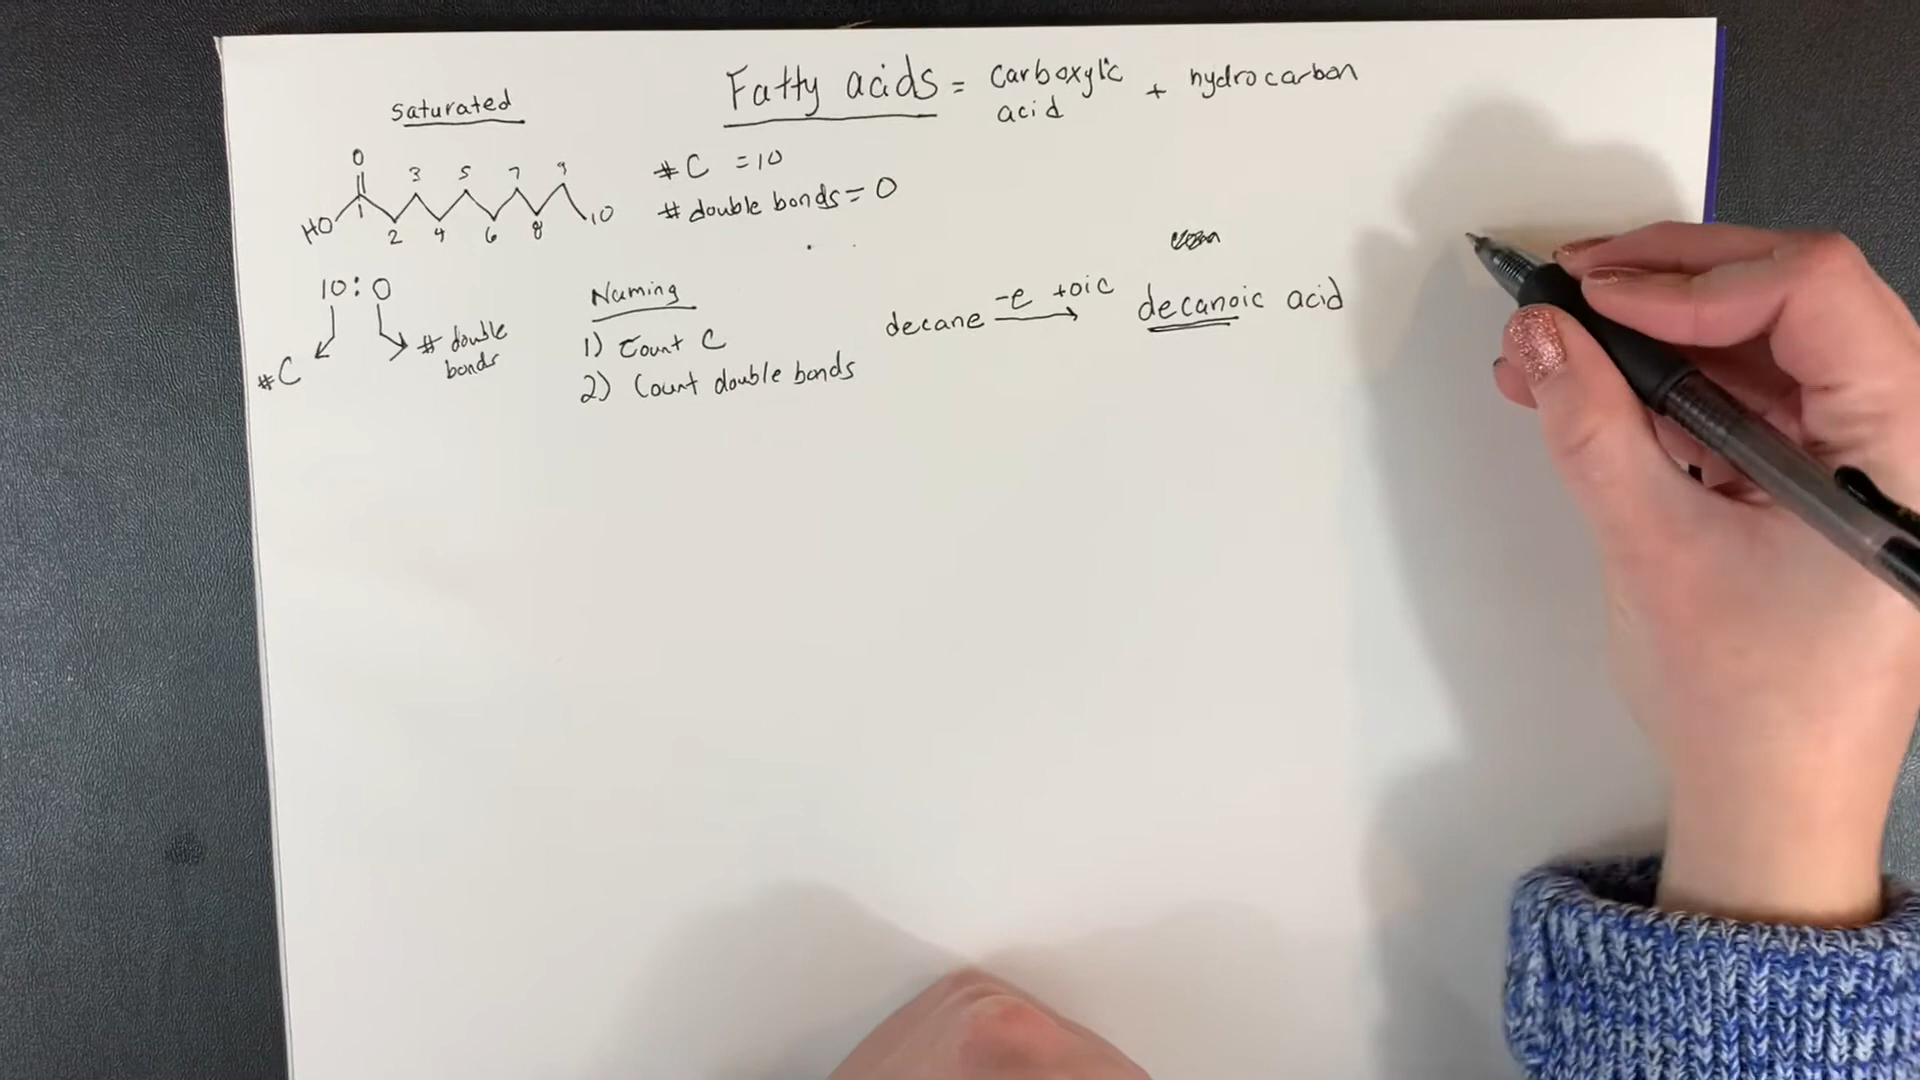 Fatty acids = carboxylic acid + hydrocarbon
saturated
#C = 10
# double bonds = 0
O
HO
1 2 3 4 5 6 7 8 9 10
10:0
#C
# double bonds
Naming
1) Count C
2) Count double bonds
decane -e +oic decanoic acid